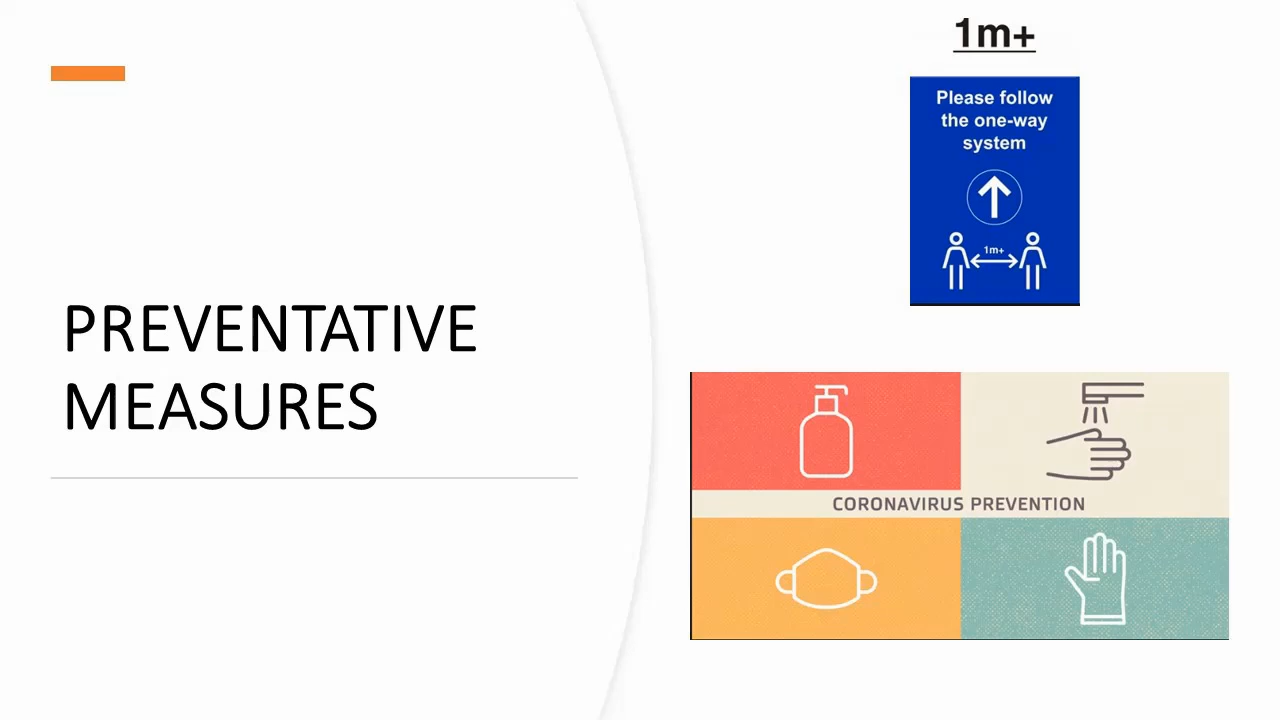 PREVENTATIVE
MEASURES
1m+
Please follow
the one-way
system
1m+
CORONAVIRUS PREVENTION